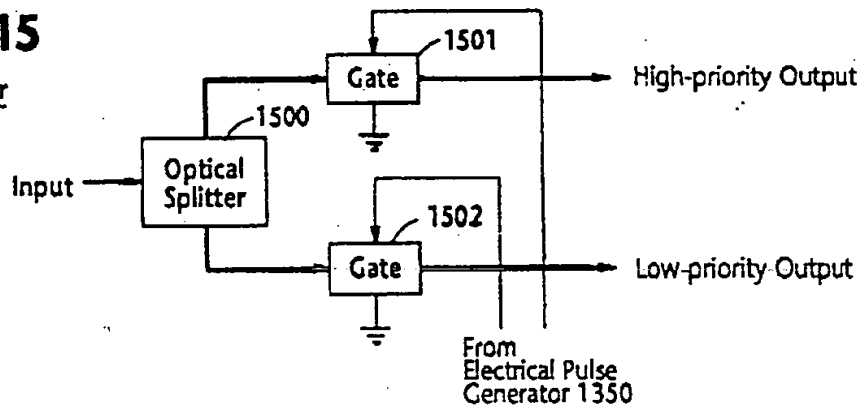 15
r
1501
Gate
High-priority Output
1500
Optical
Splitter
Input
1502
Gate
Low-priority Output
From
Electrical Pulse
Generator 1350